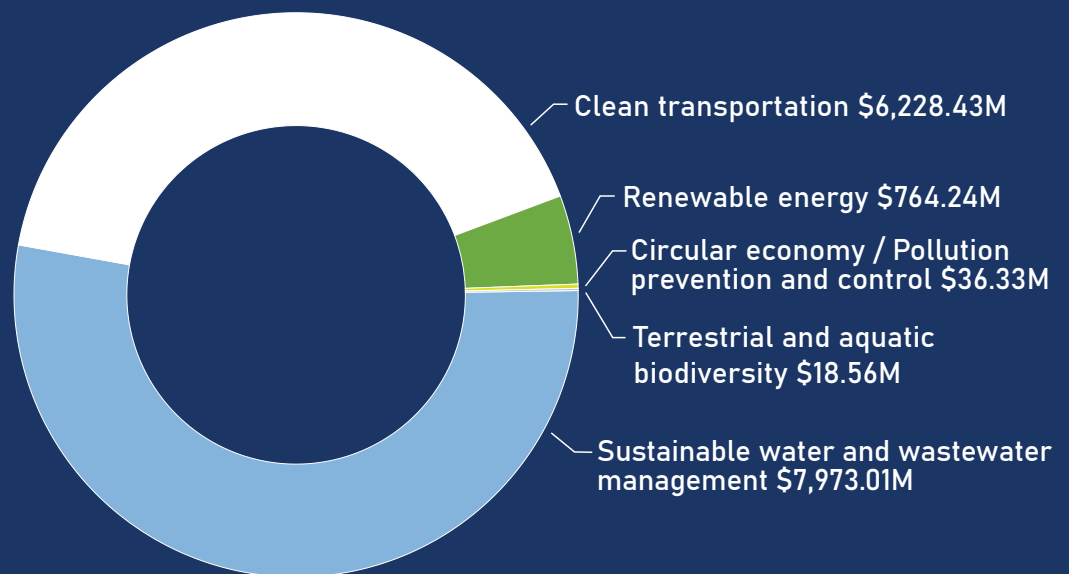 Clean transportation $6,228.43M
Renewable energy $764.24M
Circular economy / Pollution
prevention and control $36.33M
Terrestrial and aquatic
biodiversity $18.56M
Sustainable water and wastewater
management $7,973.01M